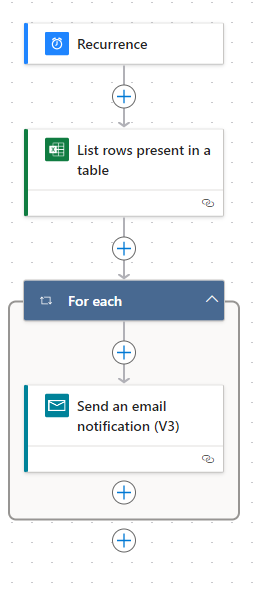 Recurrence
List rows present in a
table
For each
Send an email
notification (V3)